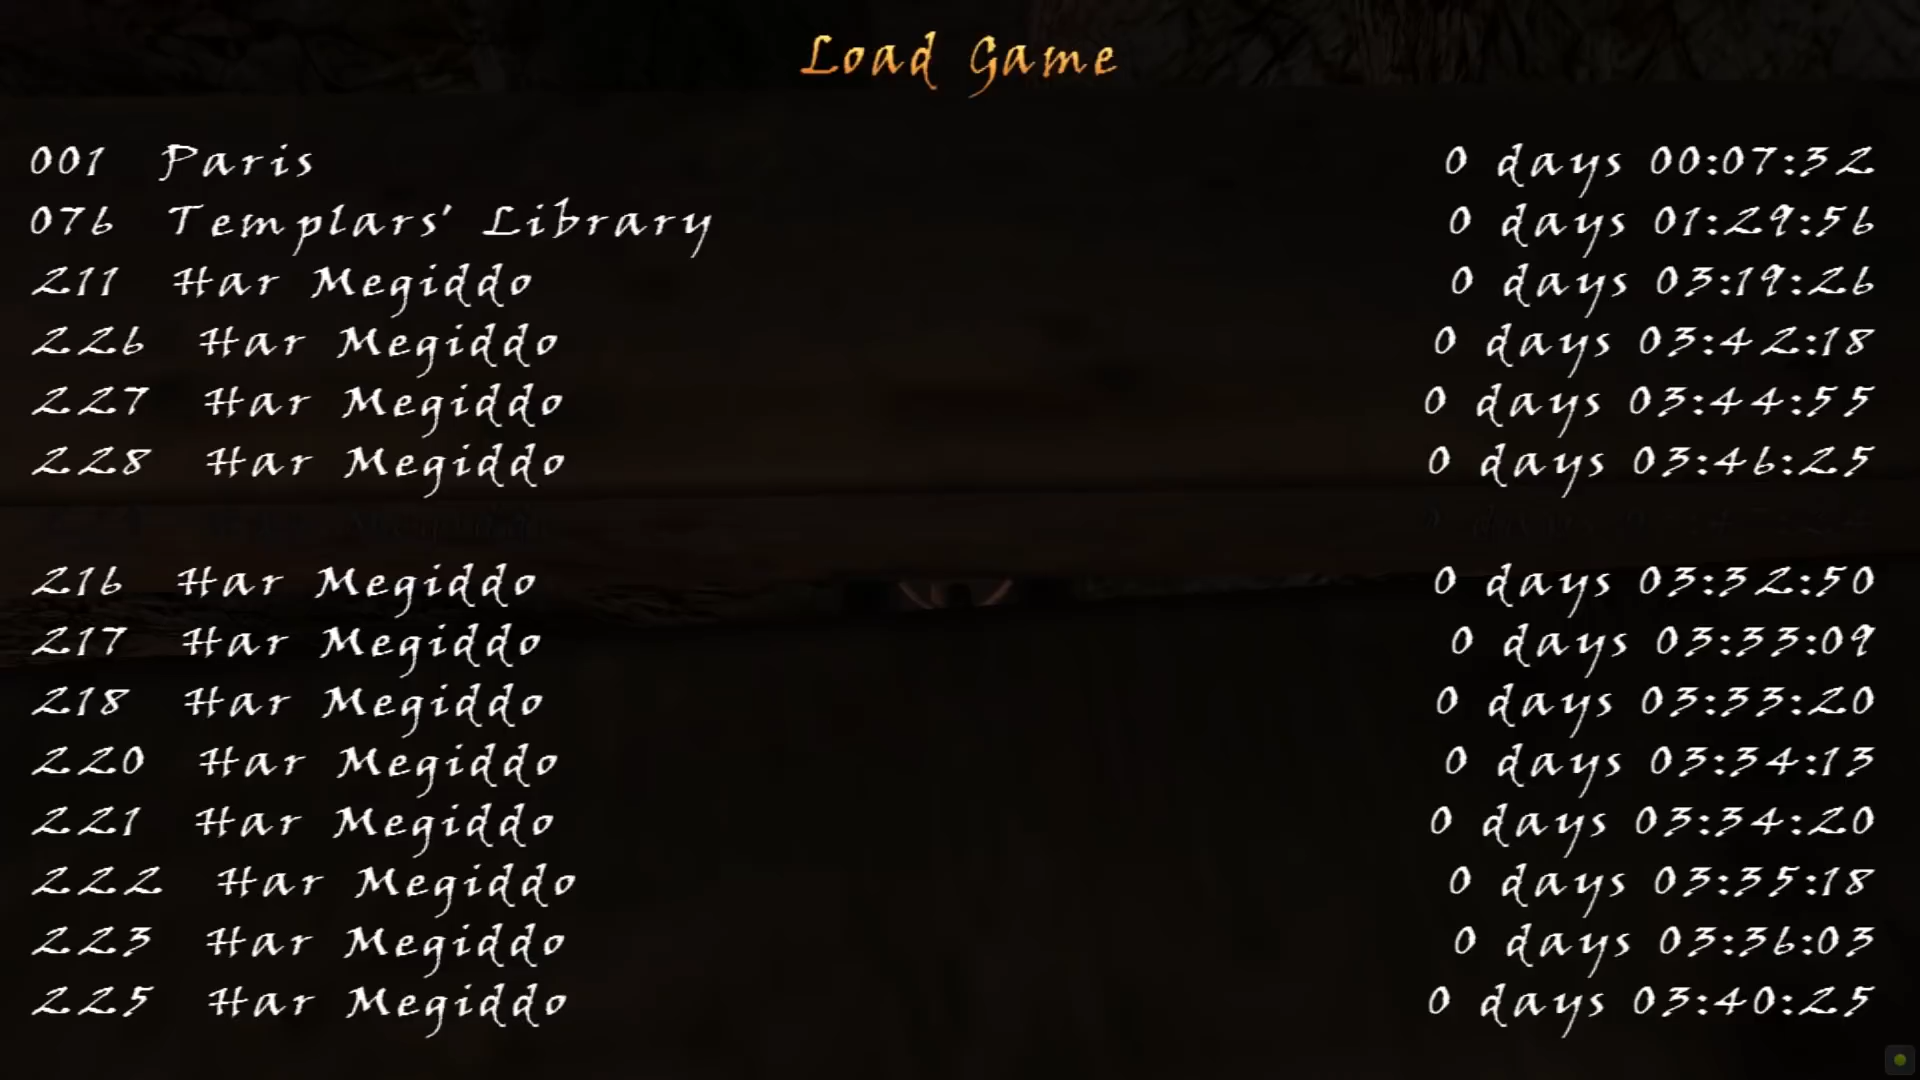 Load Game
001 Paris 0 days 00:07:32
076 Templars' Library 0 days 01:29:56
211 Har Megiddo 0 days 03:19:26
226 Har Megiddo 0 days 03:42:18
227 Har Megiddo 0 days 03:44:55
228 Har Megiddo 0 days 03:46:25
216 Har Megiddo 0 days 03:32:50
217 Har Megiddo 0 days 03:33:09
218 Har Megiddo 0 days 03:33:20
220 Har Megiddo 0 days 03:34:13
221 Har Megiddo 0 days 03:34:20
222 Har Megiddo 0 days 03:35:18
223 Har Megiddo 0 days 03:36:03
225 Har Megiddo 0 days 03:40:25